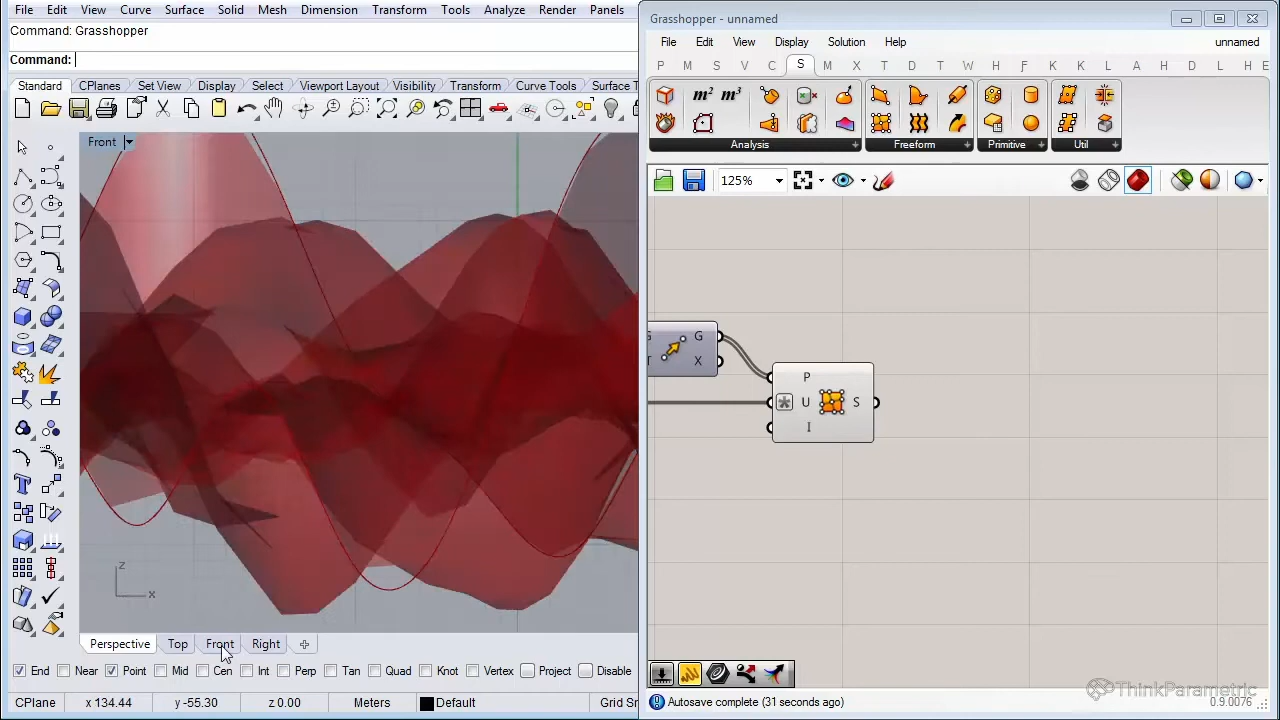 File Edit View Curve Surface Solid Mesh Dimension Transform Tools Analyze Render Panels
Command: Grasshopper
Command:
Standard CPlanes Set View Display Select Viewport Layout Visibility Transform Curve Tools Surface T
Front
z
x
Perspective Top Front Right
End Near Point Mid Cen Int Perp Tan Quad Knot Vertex Project Disable
CPlane x 134.44 y -55.30 z 0.00 Meters Default Grid Sn
Grasshopper - unnamed
File Edit View Display Solution Help unnamed
P M S V C S M X T D T W H F K K L A H E
m² m³
Analysis Freeform Primitive Util
125%
G G
T X
P
U S
I
Autosave complete (31 seconds ago)
ThinkParametric
0.9.0076